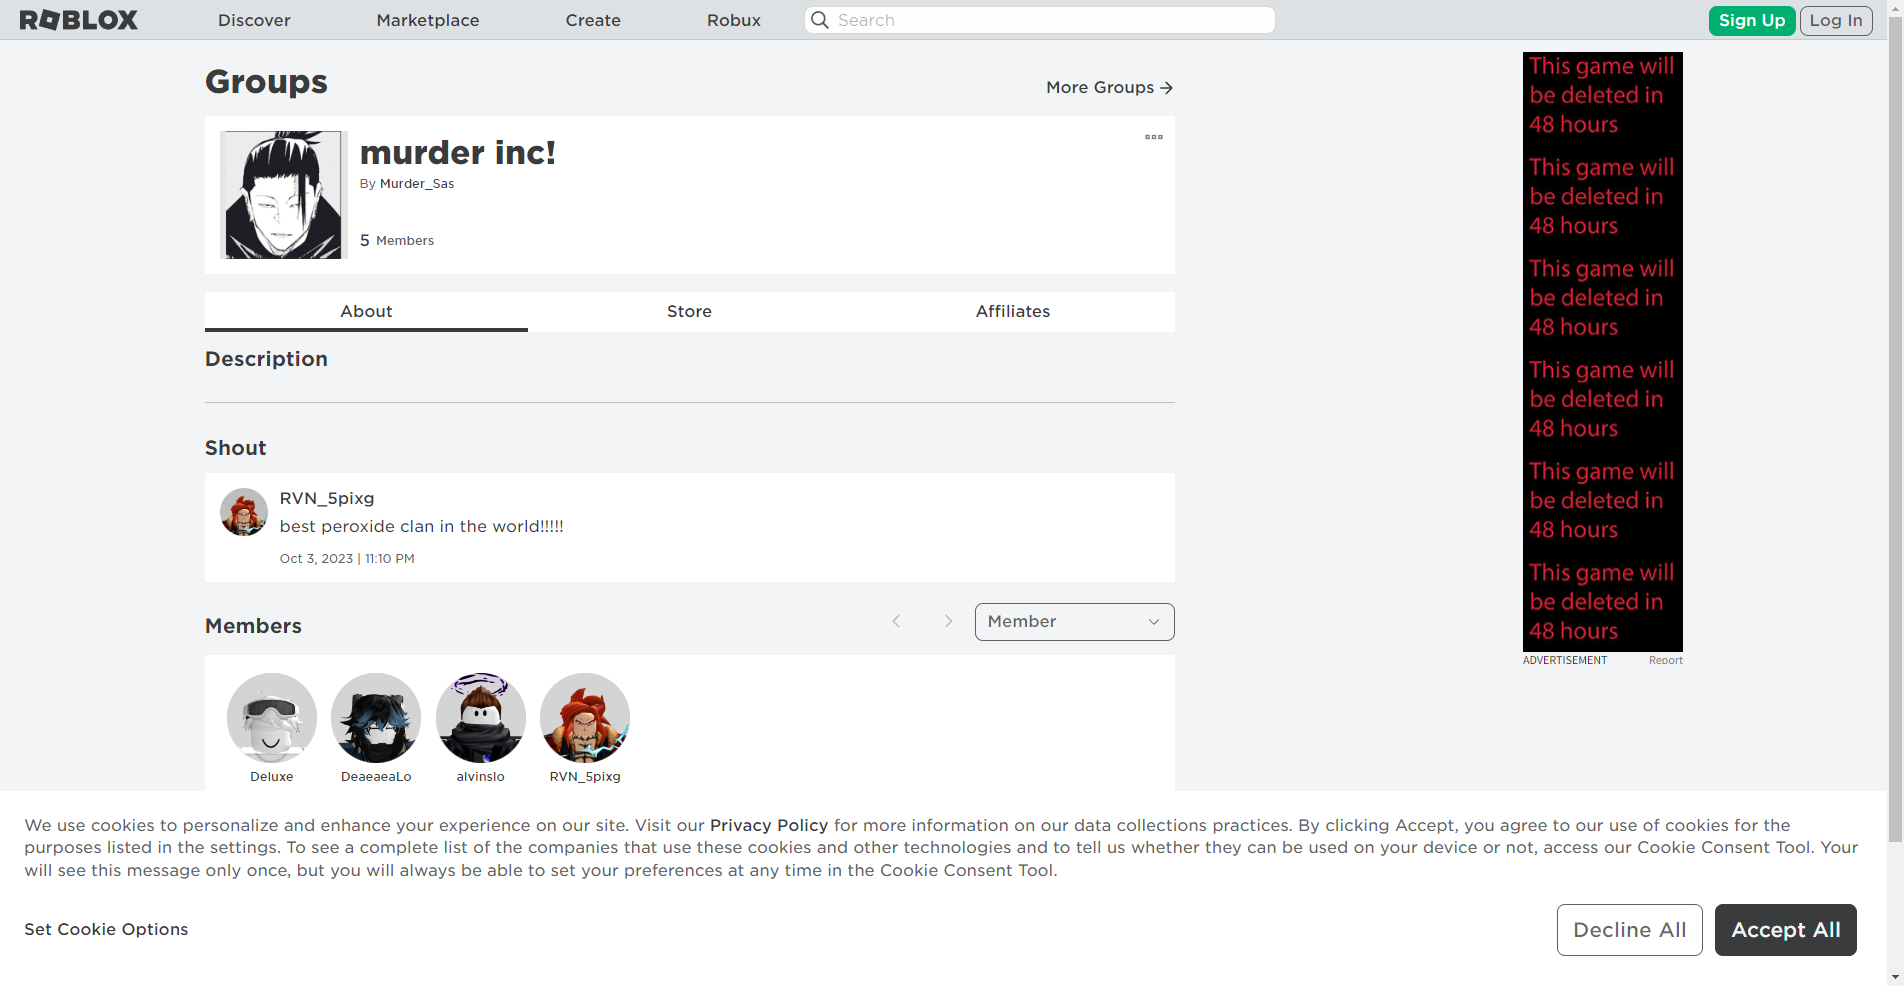 ROBLOX
Discover
Marketplace
Create
Robux
Search
Sign Up
Log In
Groups
More Groups
murder inc!
By Murder_Sas
5 Members
About
Store
Affiliates
Description
Shout
RVN_5pixg
best peroxide clan in the world!!!!!
Oct 3, 2023 | 11:10 PM
Members
Member
Deluxe
DeaeaeaLo
alvinslo
RVN_5pixg
This game will
be deleted in
48 hours
This game will
be deleted in
48 hours
This game will
be deleted in
48 hours
This game will
be deleted in
48 hours
This game will
be deleted in
48 hours
This game will
be deleted in
48 hours
ADVERTISEMENT
Report
We use cookies to personalize and enhance your experience on our site. Visit our Privacy Policy for more information on our data collections practices. By clicking Accept, you agree to our use of cookies for the
purposes listed in the settings. To see a complete list of the companies that use these cookies and other technologies and to tell us whether they can be used on your device or not, access our Cookie Consent Tool. Your
will see this message only once, but you will always be able to set your preferences at any time in the Cookie Consent Tool.
Set Cookie Options
Decline All
Accept All